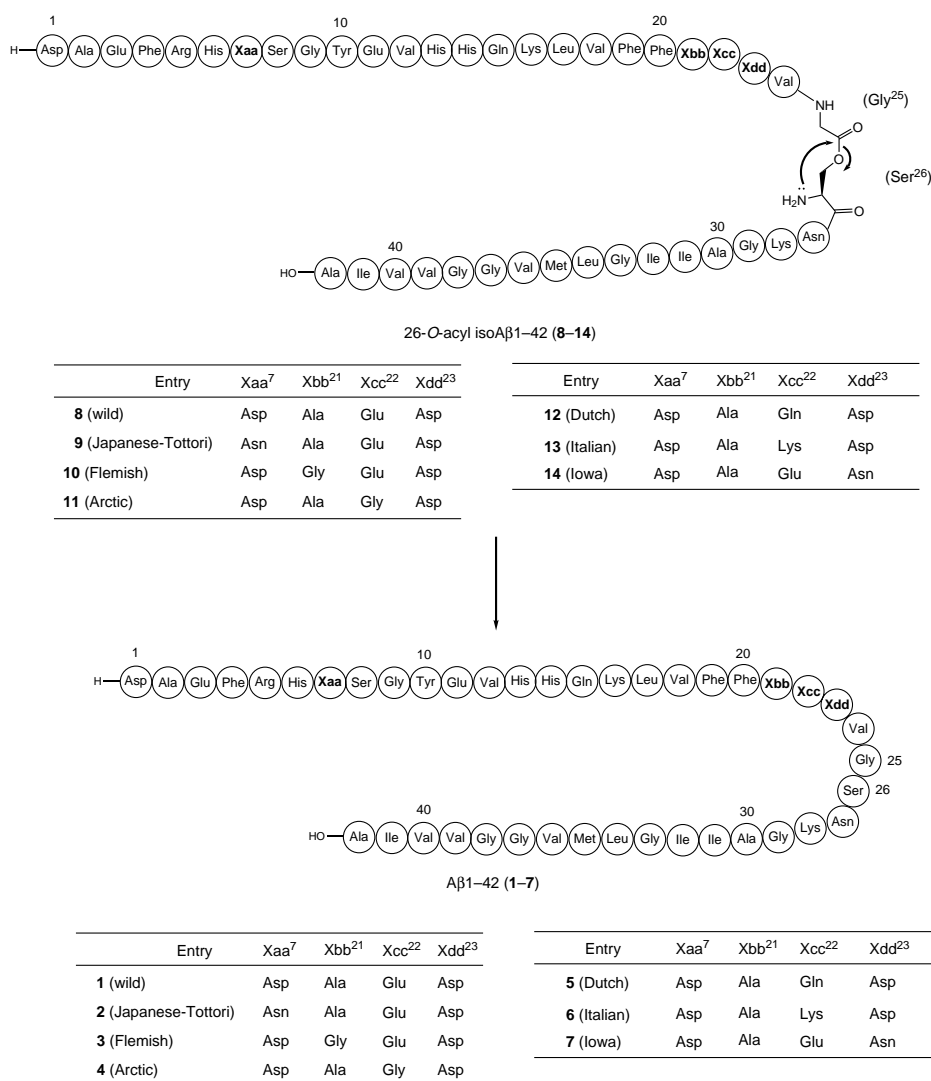 1 10 20
H Asp Ala Glu Phe Arg His Xaa Ser Gly Tyr Glu Val His His Gln Lys Leu Val Phe Phe Xbb Xcc Xdd Val
NH (Gly25)
O
O
(Ser26)
H2N
O
40 30
HO Ala Ile Val Val Gly Gly Val Met Leu Gly Ile Ile Ala Gly Lys Asn
26-O-acyl isoAβ1–42 (8–14)
Entry Xaa7 Xbb21 Xcc22 Xdd23
8 (wild) Asp Ala Glu Asp
9 (Japanese-Tottori) Asn Ala Glu Asp
10 (Flemish) Asp Gly Glu Asp
11 (Arctic) Asp Ala Gly Asp
Entry Xaa7 Xbb21 Xcc22 Xdd23
12 (Dutch) Asp Ala Gln Asp
13 (Italian) Asp Ala Lys Asp
14 (Iowa) Asp Ala Glu Asn
1 10 20
H Asp Ala Glu Phe Arg His Xaa Ser Gly Tyr Glu Val His His Gln Lys Leu Val Phe Phe Xbb Xcc Xdd Val
Gly 25
Ser 26
40 30
HO Ala Ile Val Val Gly Gly Val Met Leu Gly Ile Ile Ala Gly Lys Asn
Aβ1–42 (1–7)
Entry Xaa7 Xbb21 Xcc22 Xdd23
1 (wild) Asp Ala Glu Asp
2 (Japanese-Tottori) Asn Ala Glu Asp
3 (Flemish) Asp Gly Glu Asp
4 (Arctic) Asp Ala Gly Asp
Entry Xaa7 Xbb21 Xcc22 Xdd23
5 (Dutch) Asp Ala Gln Asp
6 (Italian) Asp Ala Lys Asp
7 (Iowa) Asp Ala Glu Asn